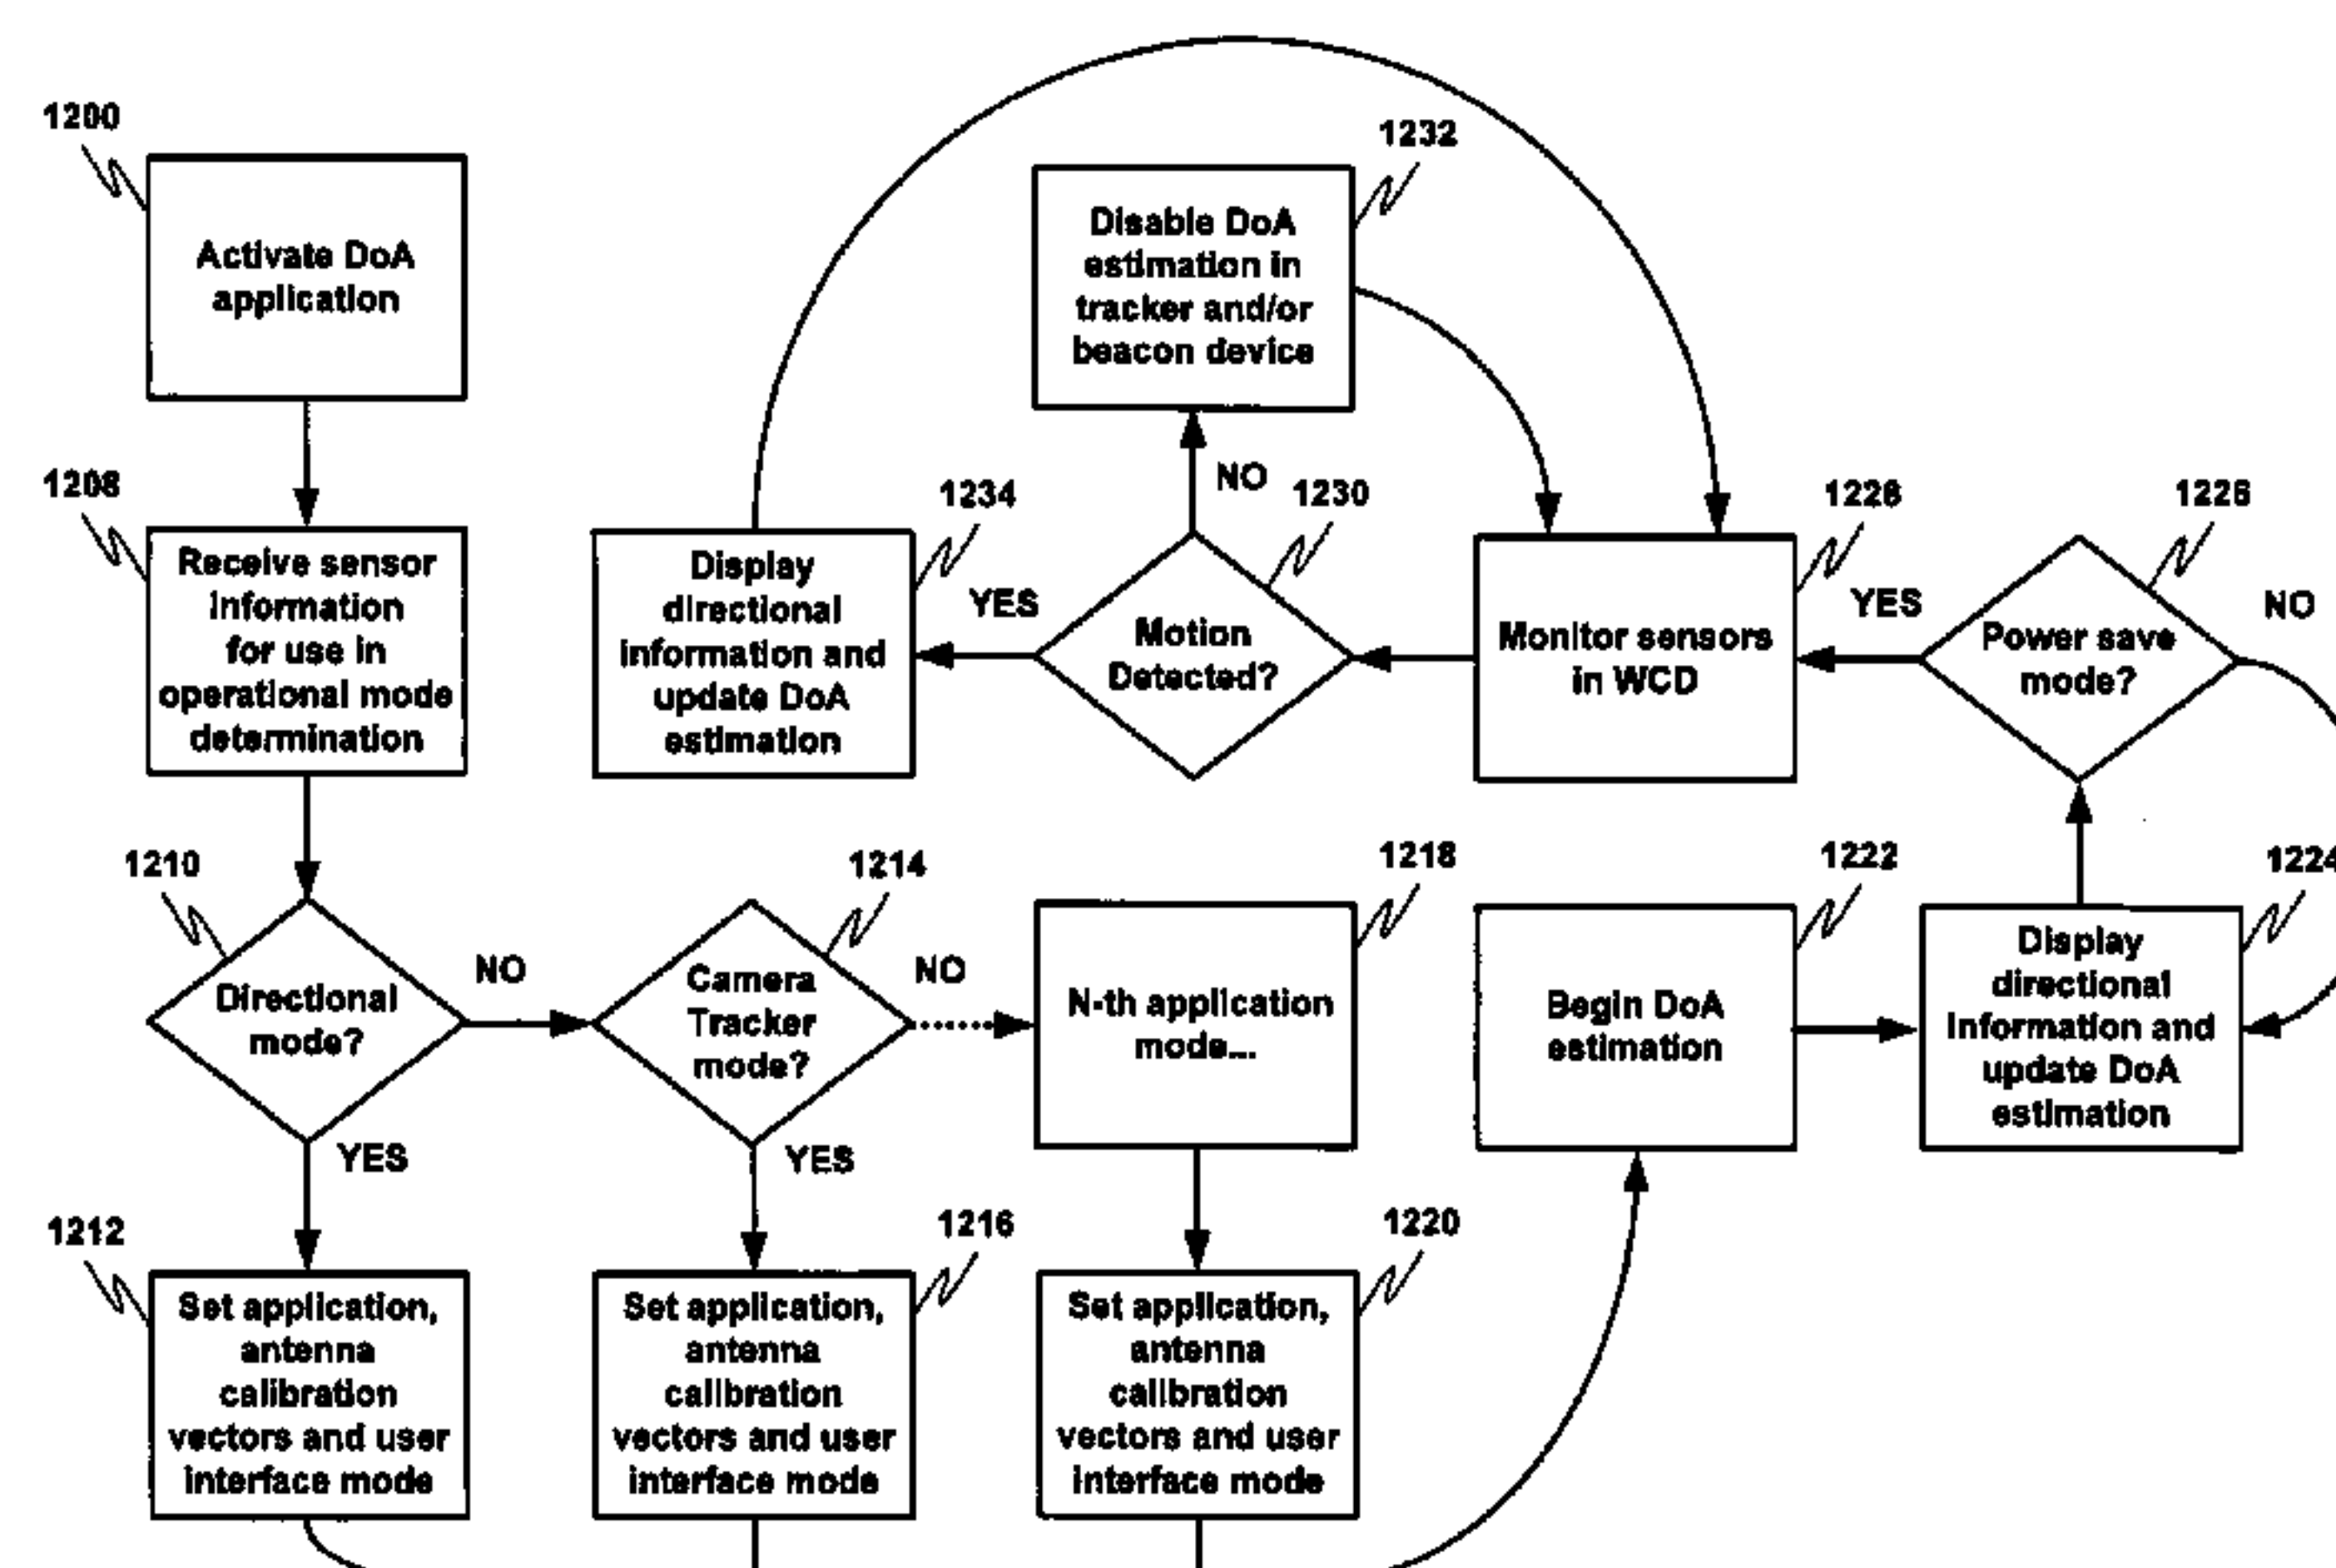 1200
Activate DoA
application
1208
Receive sensor
information
for use in
operational mode
determination
1210
Directional
mode?
NO
YES
1212
Set application,
antenna
calibration
vectors and user
interface mode
1214
Camera
Tracker
mode?
NO
YES
1216
Set application,
antenna
calibration
vectors and user
interface mode
1218
N-th application
mode...
1220
Set application,
antenna
calibration
vectors and user
interface mode
1222
Begin DoA
estimation
1224
Display
directional
information and
update DoA
estimation
1226
Power save
mode?
YES
NO
1226
Monitor sensors
in WCD
1230
Motion
Detected?
NO
YES
1232
Disable DoA
estimation in
tracker and/or
beacon device
1234
Display
directional
information and
update DoA
estimation